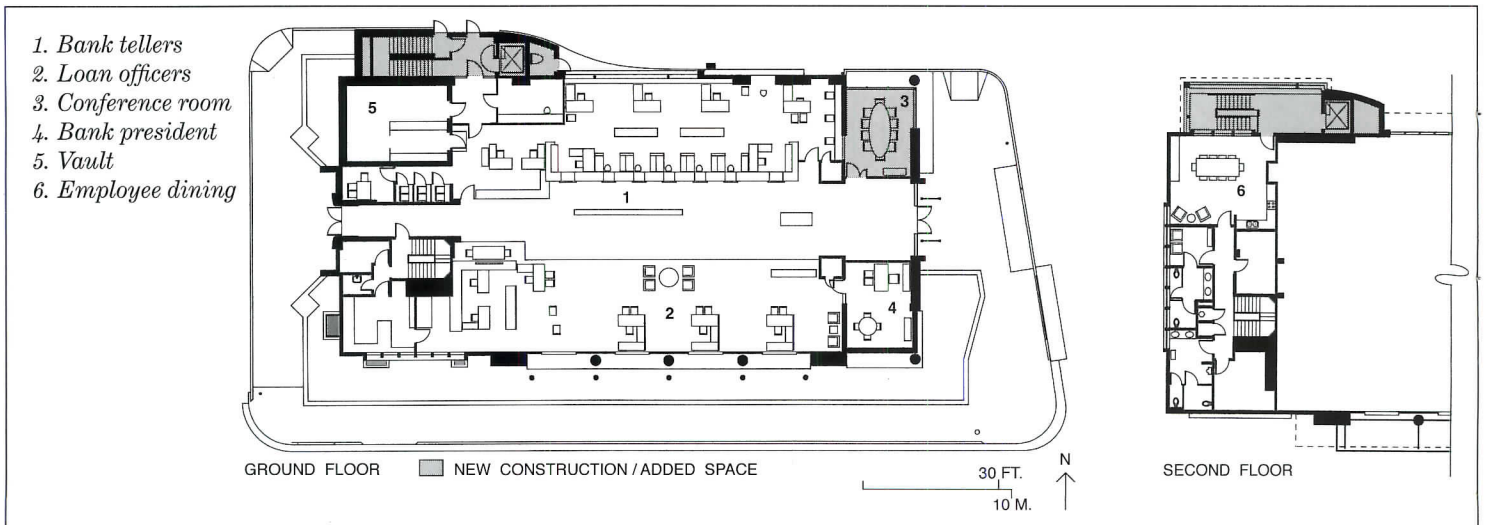 1. Bank tellers
2. Loan officers
3. Conference room
4. Bank president
5. Vault
6. Employee dining
5
3
1
2
4
6
GROUND FLOOR
NEW CONSTRUCTION / ADDED SPACE
30 FT.
10 M.
N
SECOND FLOOR